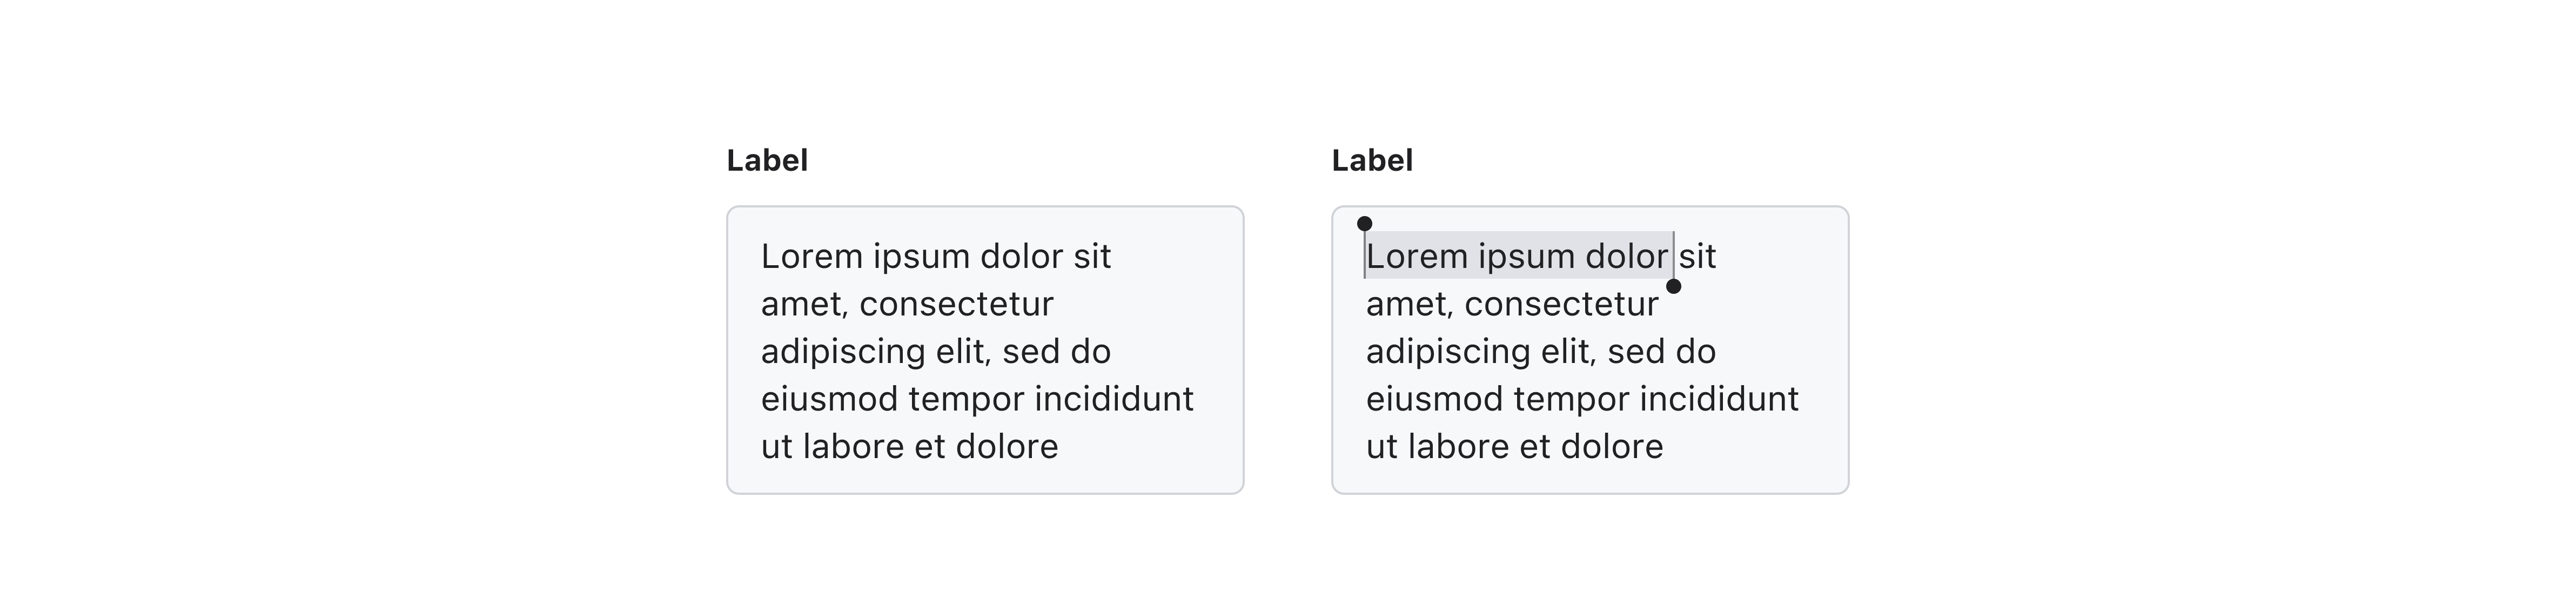 Label
Lorem ipsum dolor sit
amet, consectetur
adipiscing elit, sed do
eiusmod tempor incididunt
ut labore et dolore
Label
Lorem ipsum dolor sit
amet, consectetur
adipiscing elit, sed do
eiusmod tempor incididunt
ut labore et dolore